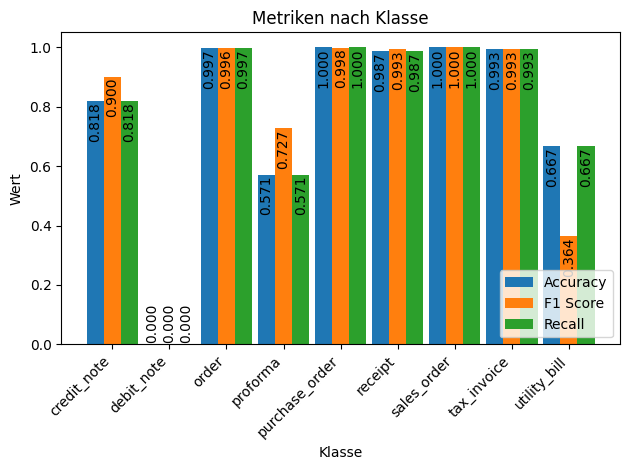 Metriken nach Klasse
Wert
1.0
0.8
0.6
0.4
0.2
0.0
0.818
0.900
0.818
0.000
0.000
0.000
0.997
0.996
0.997
0.571
0.727
0.571
1.000
0.998
1.000
0.987
0.993
0.987
1.000
1.000
1.000
0.993
0.993
0.993
0.667
0.364
0.667
Accuracy
F1 Score
Recall
credit_note
debit_note
order
proforma
purchase_order
receipt
sales_order
tax_invoice
utility_bill
Klasse